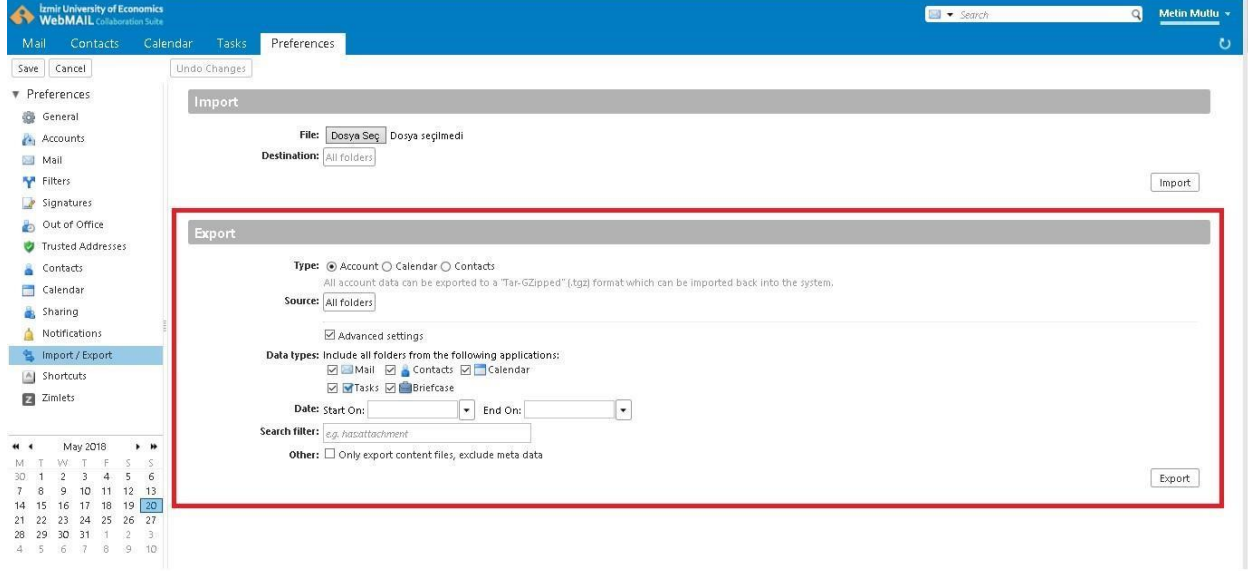 İzmir University of Economics
WebMAIL Collaboration Suite
Search
Metin Mutlu
Mail Contacts Calendar Tasks Preferences
Save Cancel Undo Changes
Preferences
General
Accounts
Mail
Filters
Signatures
Out of Office
Trusted Addresses
Contacts
Calendar
Sharing
Notifications
Import / Export
Shortcuts
Zimlets
May 2018
M T W T F S S
30 1 2 3 4 5 6
7 8 9 10 11 12 13
14 15 16 17 18 19 20
21 22 23 24 25 26 27
28 29 30 31 1 2 3
4 5 6 7 8 9 10
Import
File: Dosya Seç Dosya seçilmedi
Destination: All folders
Import
Export
Type: Account Calendar Contacts
All account data can be exported to a "Tar-GZipped" (.tgz) format which can be imported back into the system.
Source: All folders
Advanced settings
Data types: Include all folders from the following applications:
Mail Contacts Calendar
Tasks Briefcase
Date: Start On: End On:
Search filter: e.g. has:attachment
Other: Only export content files, exclude meta data
Export